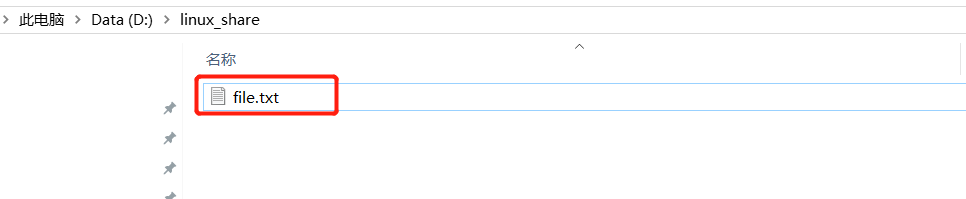 此电脑 > Data (D:) > linux_share
名称
file.txt